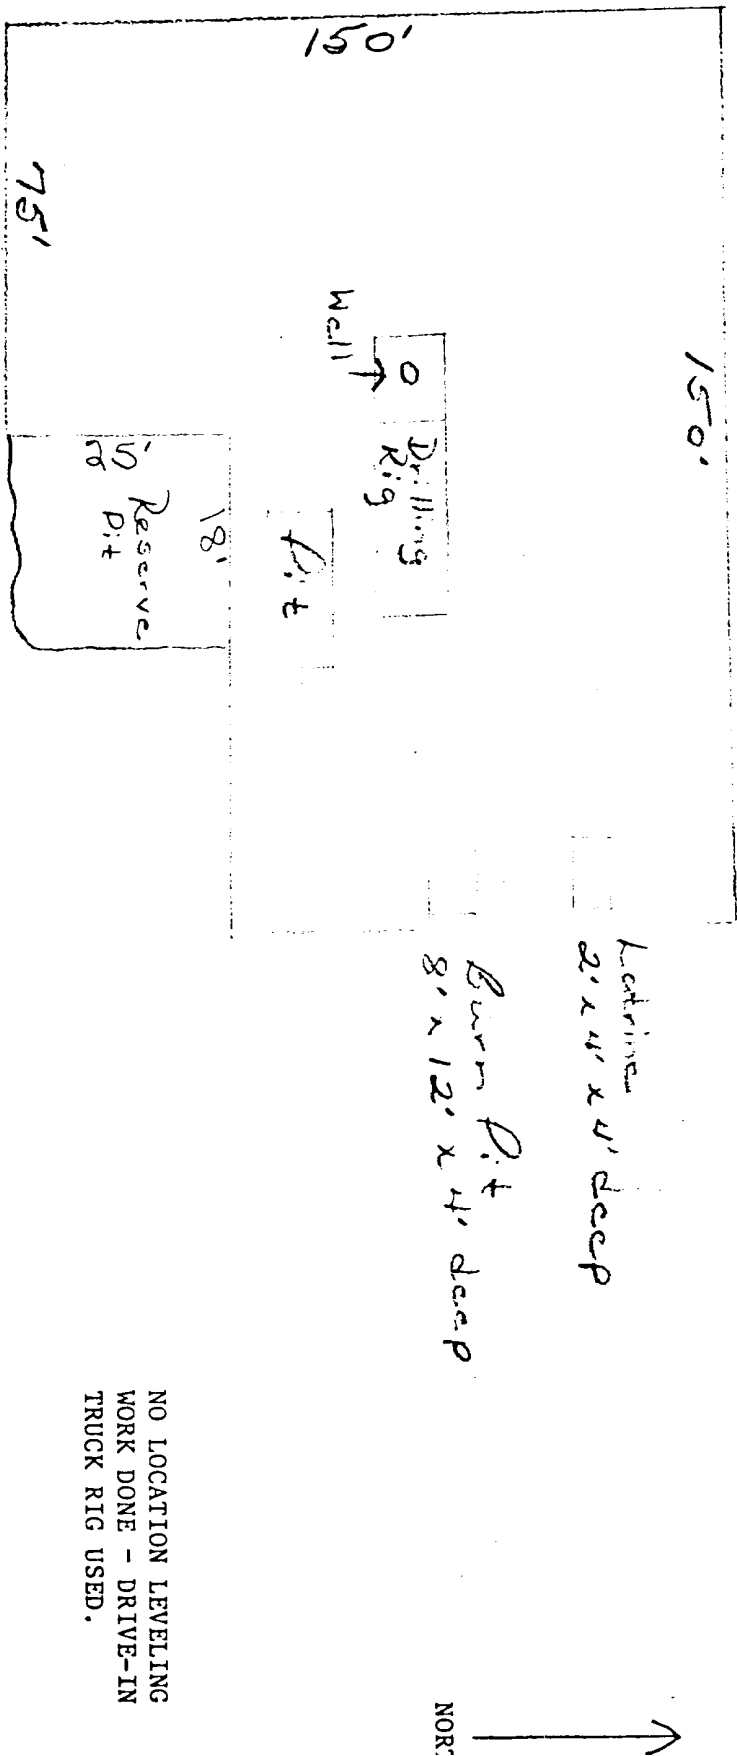 150'
150'
Latrine
2' x 4' x 4' deep
Burn Pit
8' x 12' x 4' deep
Well
O
Drilling
Rig
Pit
75'
25'
18'
Reserve
Pit
NO LOCATION LEVELING
WORK DONE - DRIVE-IN
TRUCK RIG USED.